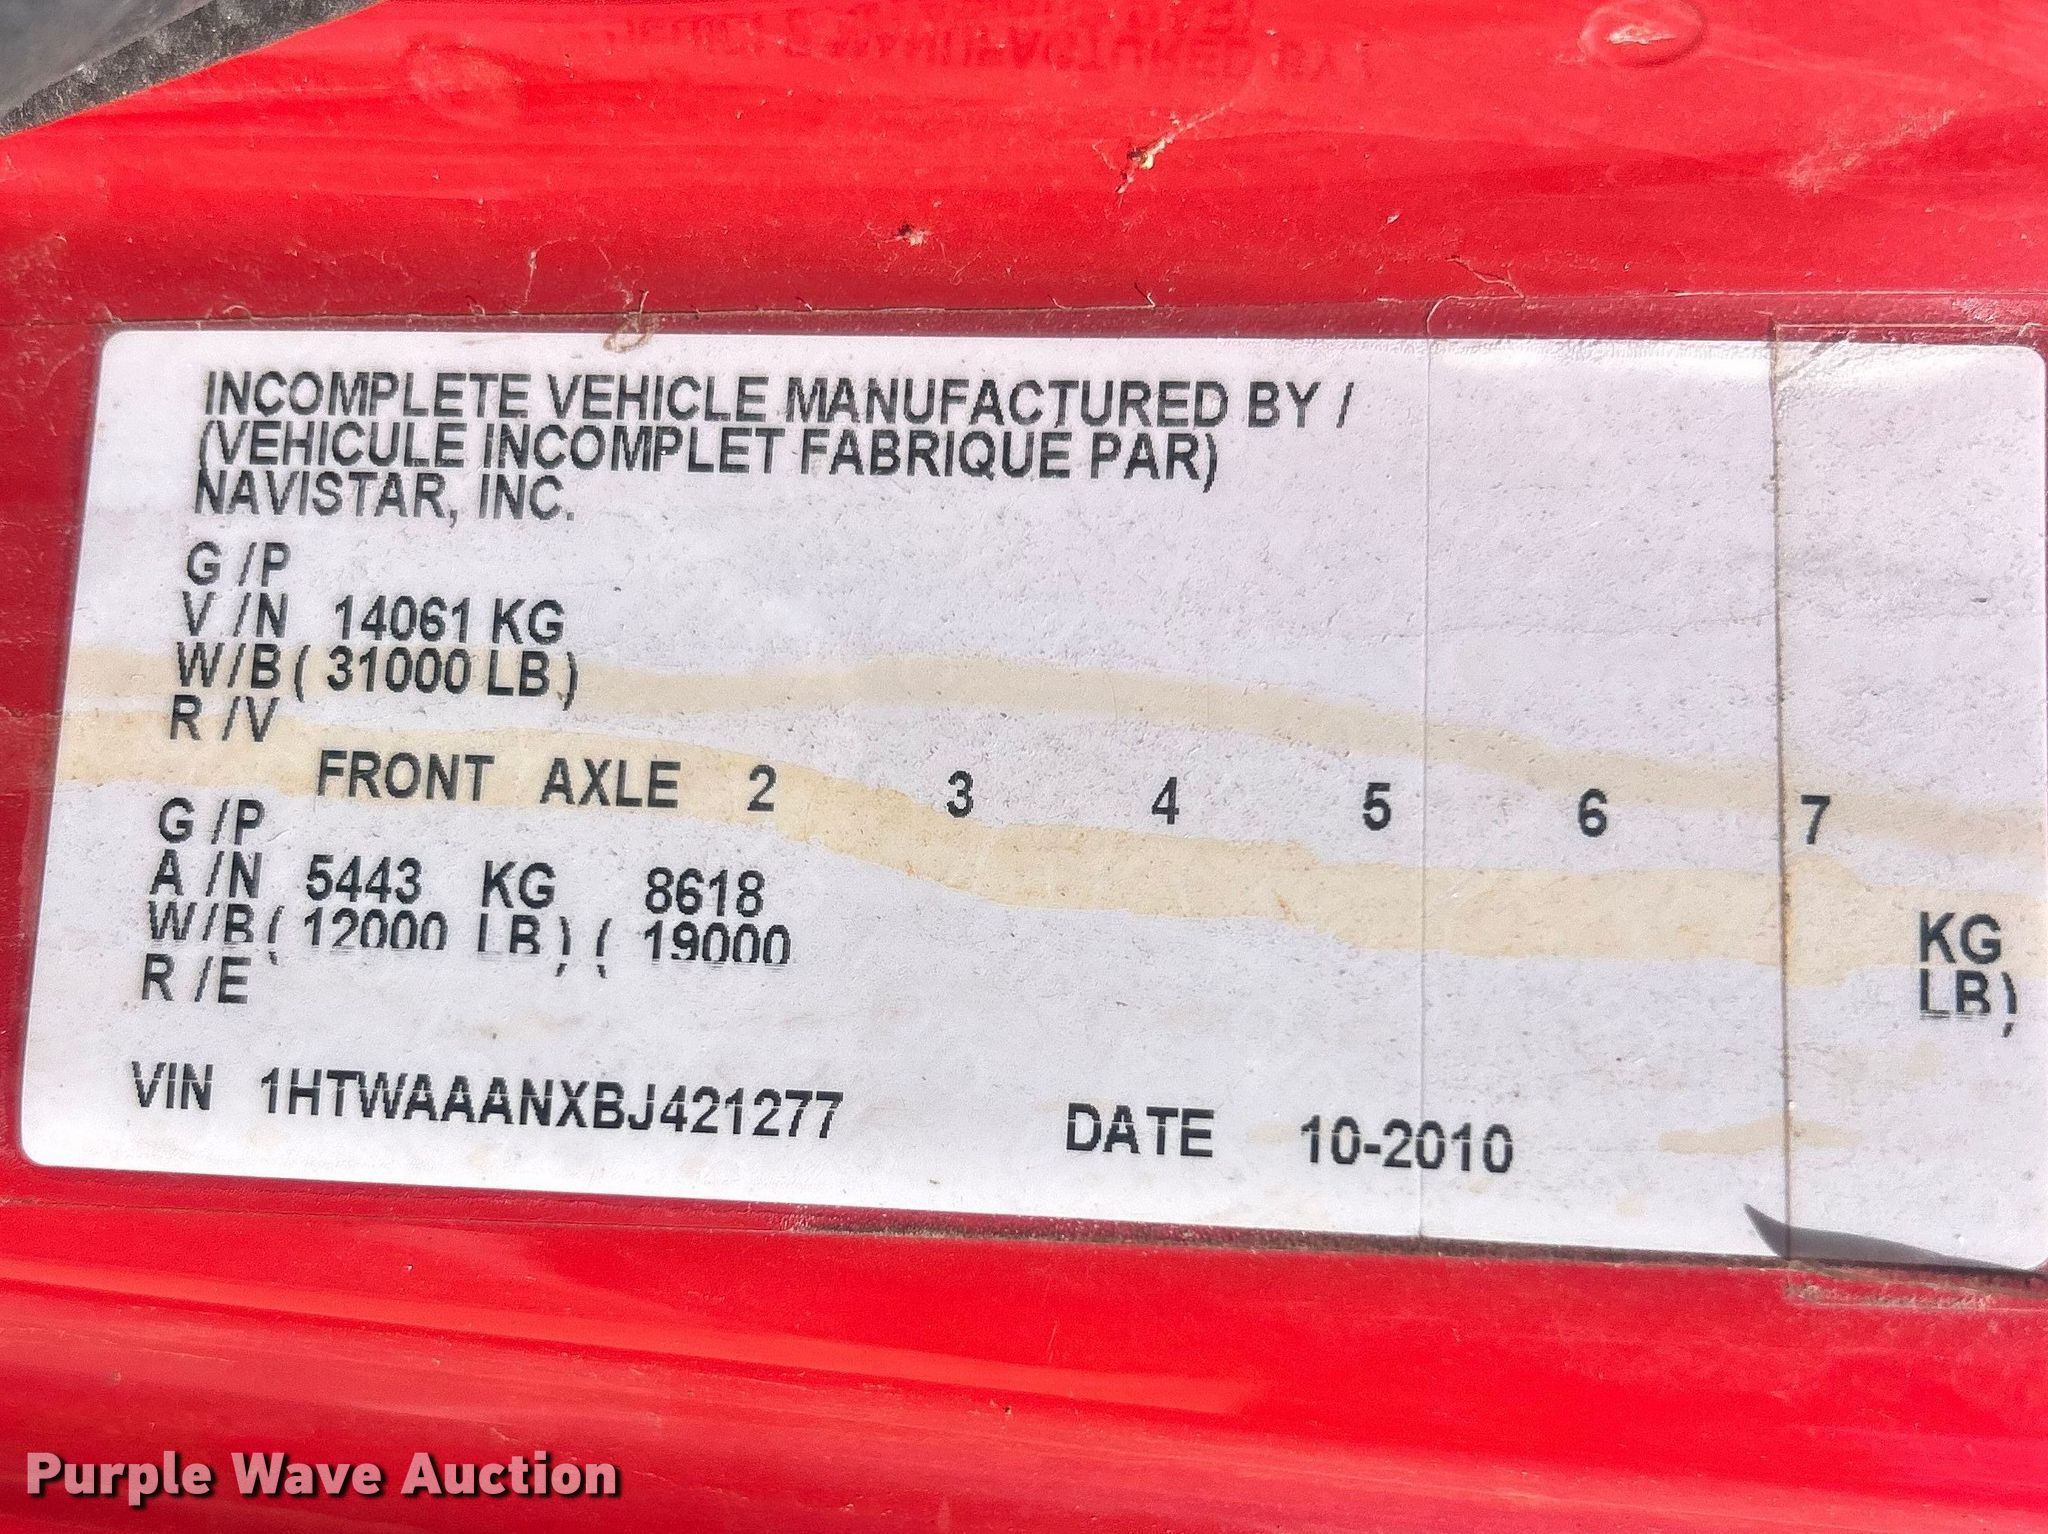 INCOMPLETE VEHICLE MANUFACTURED BY /
(VEHICULE INCOMPLET FABRIQUE PAR)
NAVISTAR, INC.
G /P
V /N 14061 KG
W/B ( 31000 LB )
R /V
FRONT AXLE 2 3 4 5 6 7
G /P
A /N 5443 KG 8618 KG
W/B ( 12000 LB ) ( 19000 LB )
R /E
VIN 1HTWAAANXBJ421277
DATE 10-2010
Purple Wave Auction